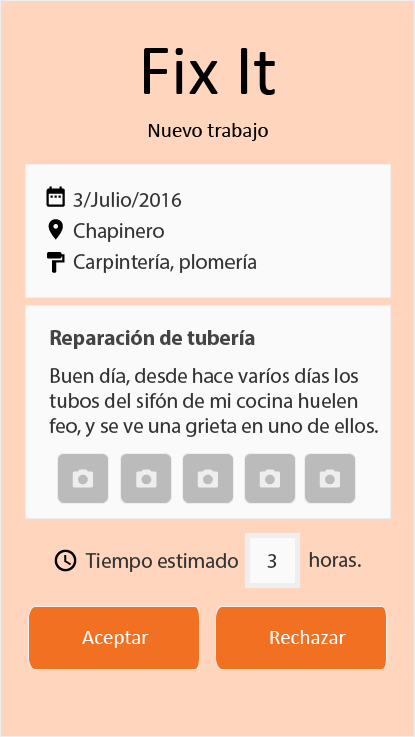 Fix It
Nuevo trabajo
3/Julio/2016
Chapinero
Carpintería, plomería
Reparación de tubería
Buen día, desde hace varíos días los
tubos del sifón de mi cocina huelen
feo, y se ve una grieta en uno de ellos.
Tiempo estimado 3 horas.
Aceptar Rechazar